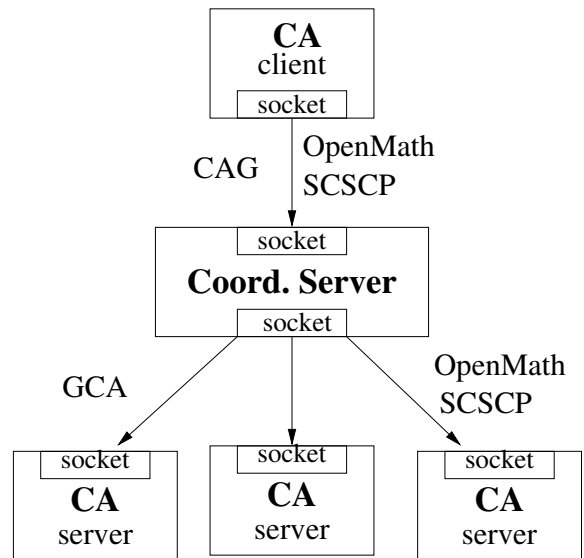 CA
client
socket
CAG
OpenMath
SCSCP
socket
Coord. Server
socket
GCA
OpenMath
SCSCP
socket
CA
server
socket
CA
server
socket
CA
server